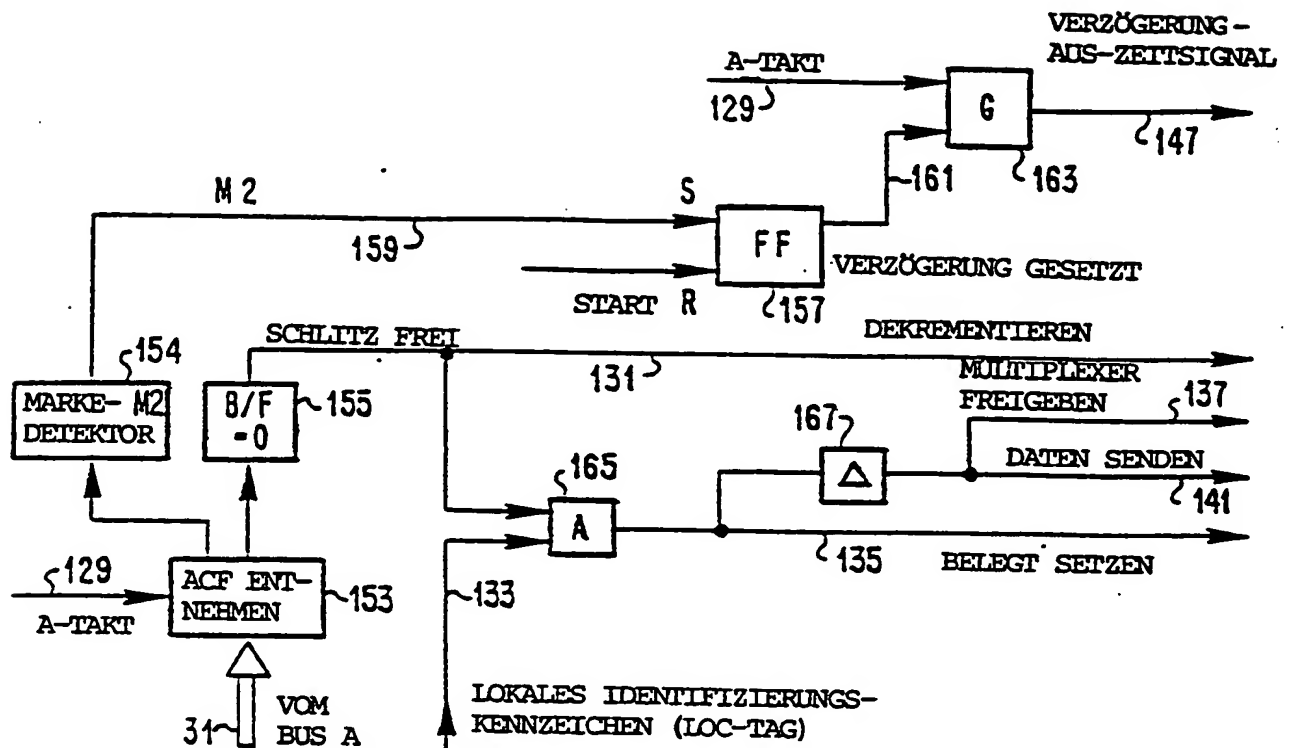 VERZÖGERUNG-
AUS-ZEITSIGNAL
A-TAKT
129
G
147
161
163
M 2
S
159
FF
VERZÖGERUNG GESETZT
START R
157
SCHLITZ FREI
DEKREMENTIEREN
154
131
MULTIPLEXER
FREIGEBEN
137
MARKE-M2
DETEKTOR
B/F
=0
155
167
Δ
DATEN SENDEN
141
165
A
135
BELEGT SETZEN
129
A-TAKT
ACF ENT-
NEHMEN
153
133
31
VOM
BUS A
LOKALES IDENTIFIZIERUNGS-
KENNZEICHEN (LOC-TAG)